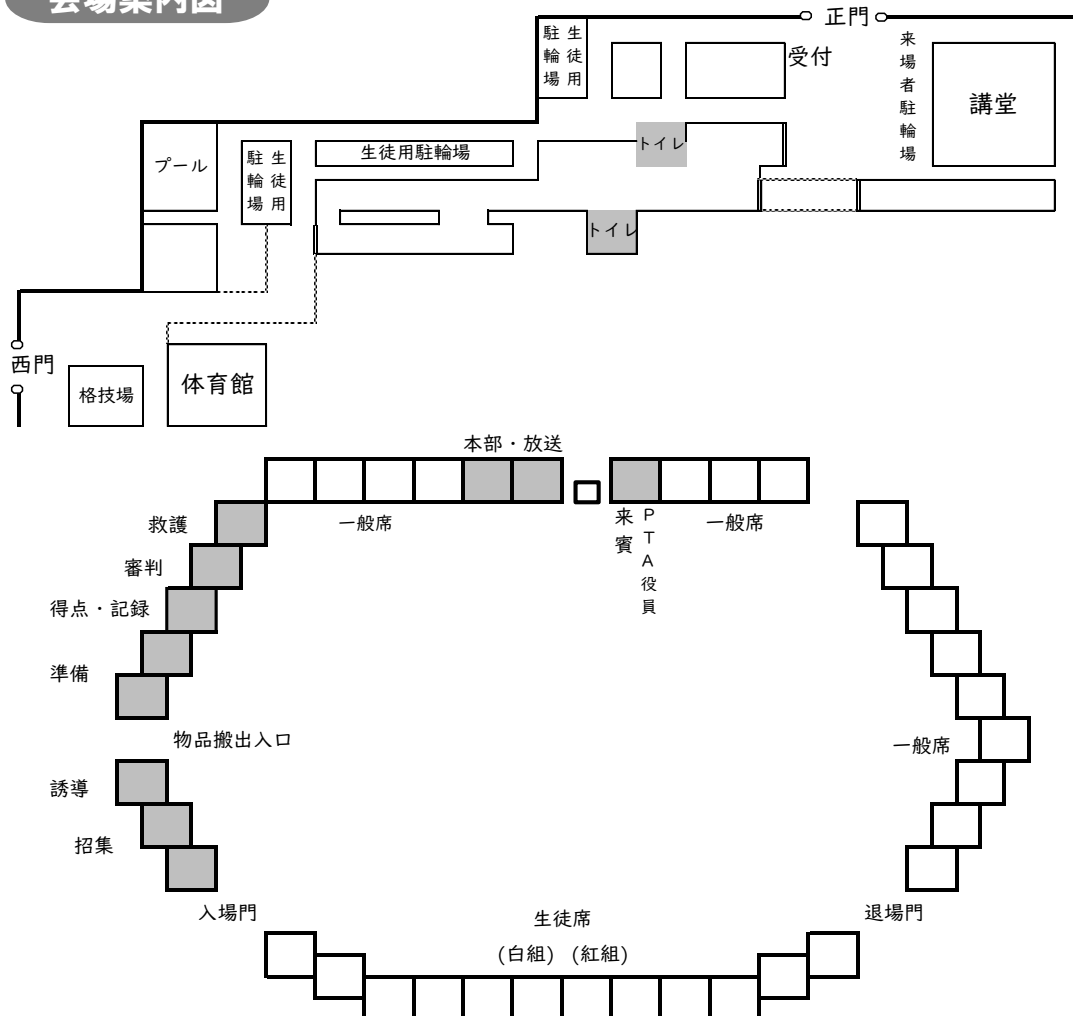 会場案内図
正門
生徒用駐輪場
受付
来場者駐輪場
講堂
トイレ
プール
生徒用駐輪場
生徒用駐輪場
トイレ
西門
格技場
体育館
本部・放送
救護
一般席
来賓
PTA役員
一般席
審判
得点・記録
準備
物品搬出入口
一般席
誘導
招集
入場門
生徒席
退場門
(白組) (紅組)